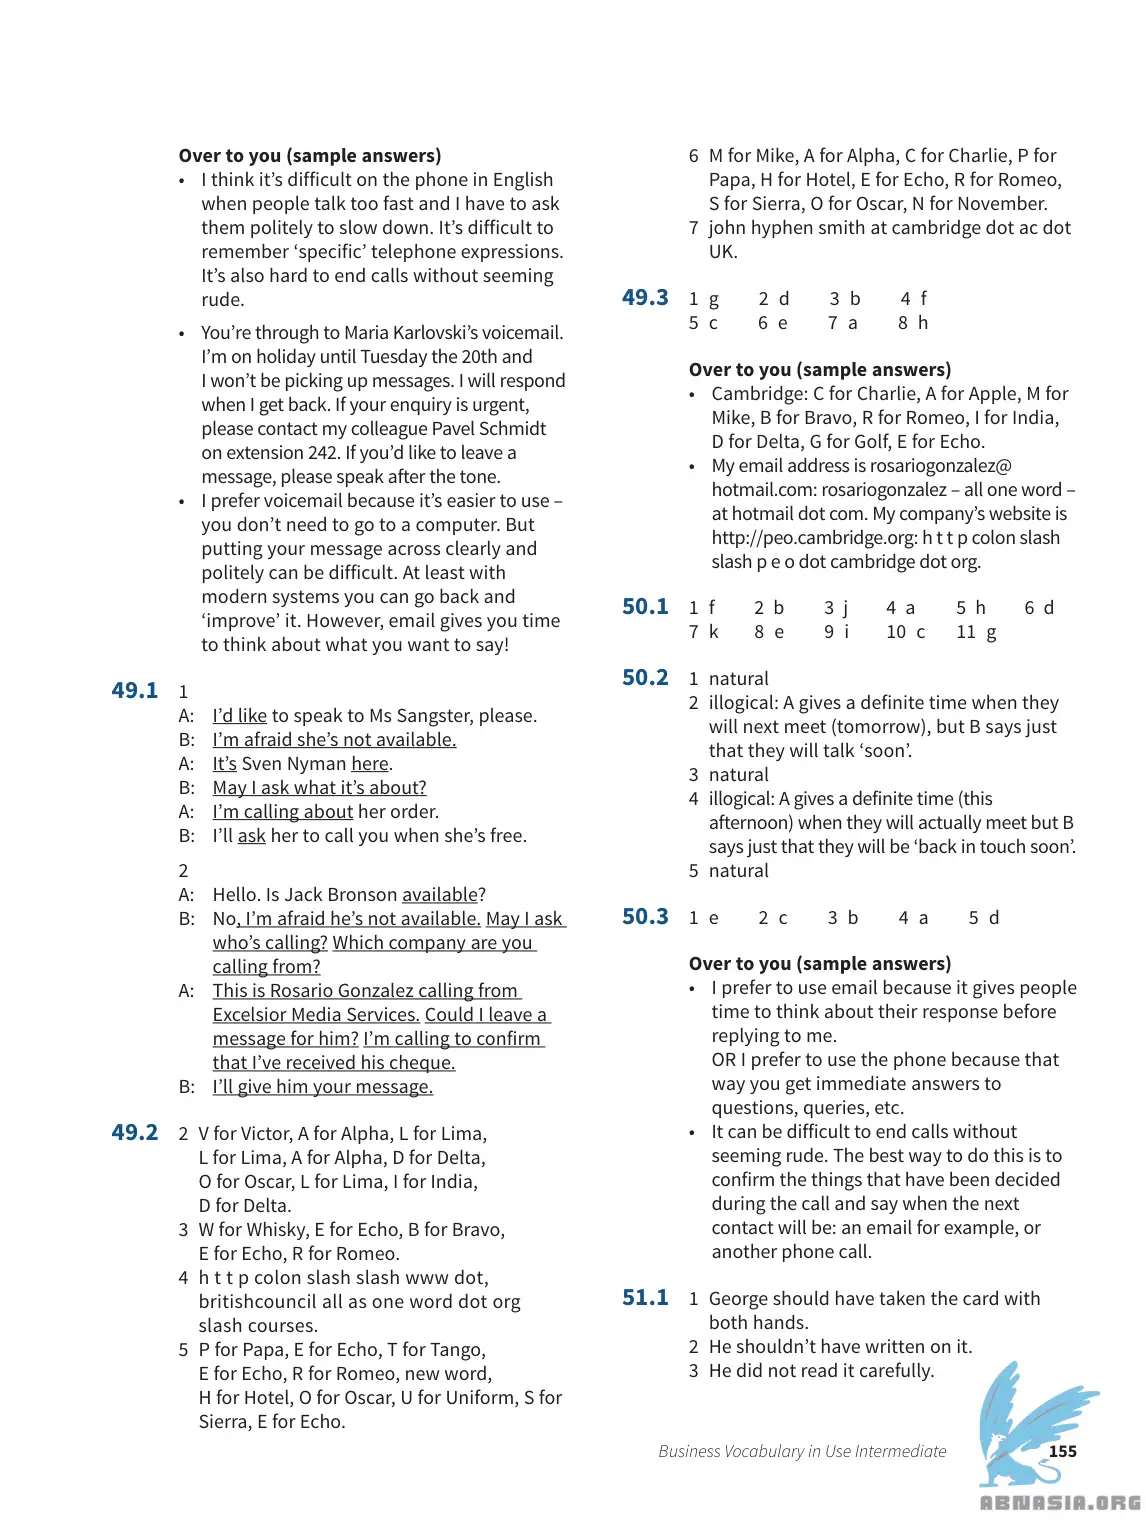 Over to you (sample answers)
• I think it’s difficult on the phone in English
when people talk too fast and I have to ask
them politely to slow down. It’s difficult to
remember ‘specific’ telephone expressions.
It’s also hard to end calls without seeming
rude.
• You’re through to Maria Karlovski’s voicemail.
I’m on holiday until Tuesday the 20th and
I won’t be picking up messages. I will respond
when I get back. If your enquiry is urgent,
please contact my colleague Pavel Schmidt
on extension 242. If you’d like to leave a
message, please speak after the tone.
• I prefer voicemail because it’s easier to use –
you don’t need to go to a computer. But
putting your message across clearly and
politely can be difficult. At least with
modern systems you can go back and
‘improve’ it. However, email gives you time
to think about what you want to say!
49.1 1
A: I’d like to speak to Ms Sangster, please.
B: I’m afraid she’s not available.
A: It’s Sven Nyman here.
B: May I ask what it’s about?
A: I’m calling about her order.
B: I’ll ask her to call you when she’s free.
2
A: Hello. Is Jack Bronson available?
B: No, I’m afraid he’s not available. May I ask
who’s calling? Which company are you
calling from?
A: This is Rosario Gonzalez calling from
Excelsior Media Services. Could I leave a
message for him? I’m calling to confirm
that I’ve received his cheque.
B: I’ll give him your message.
49.2 2 V for Victor, A for Alpha, L for Lima,
L for Lima, A for Alpha, D for Delta,
O for Oscar, L for Lima, I for India,
D for Delta.
3 W for Whisky, E for Echo, B for Bravo,
E for Echo, R for Romeo.
4 h t t p colon slash slash www dot,
britishcouncil all as one word dot org
slash courses.
5 P for Papa, E for Echo, T for Tango,
E for Echo, R for Romeo, new word,
H for Hotel, O for Oscar, U for Uniform, S for
Sierra, E for Echo.
6 M for Mike, A for Alpha, C for Charlie, P for
Papa, H for Hotel, E for Echo, R for Romeo,
S for Sierra, O for Oscar, N for November.
7 john hyphen smith at cambridge dot ac dot
UK.
49.3 1 g 2 d 3 b 4 f
5 c 6 e 7 a 8 h
Over to you (sample answers)
• Cambridge: C for Charlie, A for Apple, M for
Mike, B for Bravo, R for Romeo, I for India,
D for Delta, G for Golf, E for Echo.
• My email address is rosariogonzalez@
hotmail.com: rosariogonzalez – all one word –
at hotmail dot com. My company’s website is
http://peo.cambridge.org: h t t p colon slash
slash p e o dot cambridge dot org.
50.1 1 f 2 b 3 j 4 a 5 h 6 d
7 k 8 e 9 i 10 c 11 g
50.2 1 natural
2 illogical: A gives a definite time when they
will next meet (tomorrow), but B says just
that they will talk ‘soon’.
3 natural
4 illogical: A gives a definite time (this
afternoon) when they will actually meet but B
says just that they will be ‘back in touch soon’.
5 natural
50.3 1 e 2 c 3 b 4 a 5 d
Over to you (sample answers)
• I prefer to use email because it gives people
time to think about their response before
replying to me.
OR I prefer to use the phone because that
way you get immediate answers to
questions, queries, etc.
• It can be difficult to end calls without
seeming rude. The best way to do this is to
confirm the things that have been decided
during the call and say when the next
contact will be: an email for example, or
another phone call.
51.1 1 George should have taken the card with
both hands.
2 He shouldn’t have written on it.
3 He did not read it carefully.
Business Vocabulary in Use Intermediate 155
ABNASIA.ORG